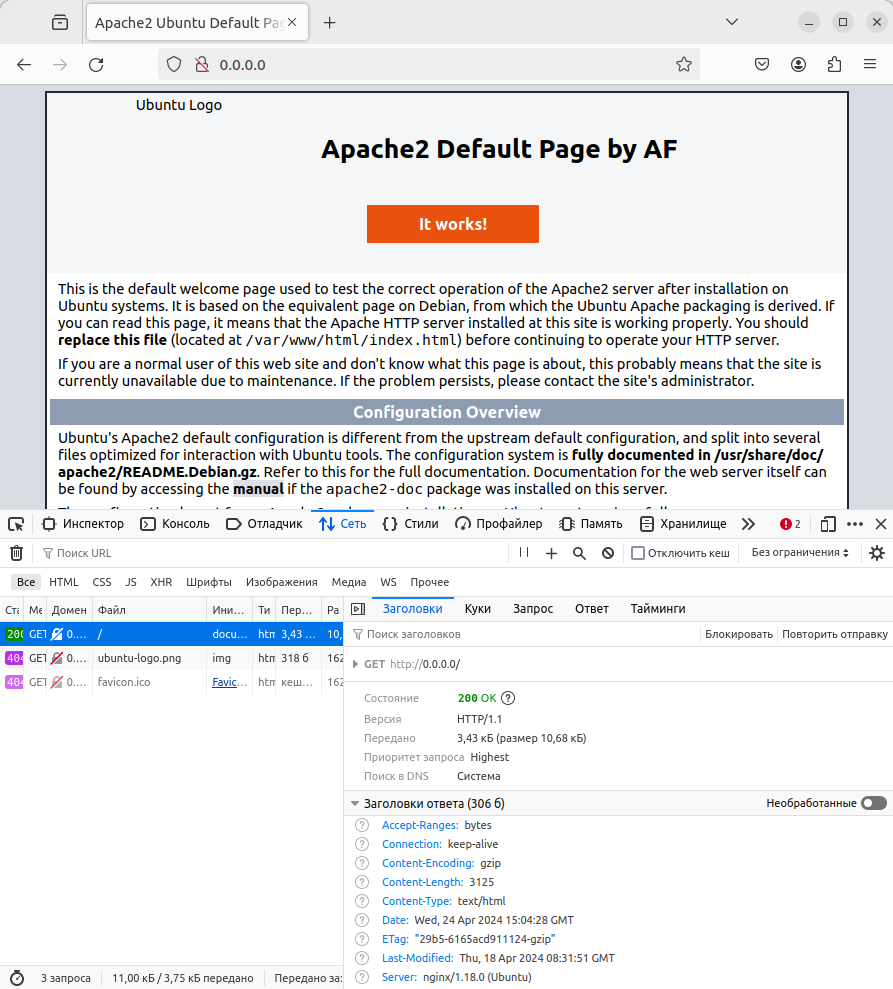 Apache2 Ubuntu Default Pa
0.0.0.0
Ubuntu Logo
Apache2 Default Page by AF
It works!
This is the default welcome page used to test the correct operation of the Apache2 server after installation on
Ubuntu systems. It is based on the equivalent page on Debian, from which the Ubuntu Apache packaging is derived. If
you can read this page, it means that the Apache HTTP server installed at this site is working properly. You should
replace this file (located at /var/www/html/index.html) before continuing to operate your HTTP server.
If you are a normal user of this web site and don't know what this page is about, this probably means that the site is
currently unavailable due to maintenance. If the problem persists, please contact the site's administrator.
Configuration Overview
Ubuntu's Apache2 default configuration is different from the upstream default configuration, and split into several
files optimized for interaction with Ubuntu tools. The configuration system is fully documented in /usr/share/doc/
apache2/README.Debian.gz. Refer to this for the full documentation. Documentation for the web server itself can
be found by accessing the manual if the apache2-doc package was installed on this server.
Инспектор Консоль Отладчик Сеть Стили Профайлер Память Хранилище 2
Поиск URL Отключить кеш Без ограничения
Все HTML CSS JS XHR Шрифты Изображения Медиа WS Прочее
Ста Ме Домен Файл Ини... Ти Пер... Ра Заголовки Куки Запрос Ответ Тайминги
200 GET 0.... / docu... htm 3,43 ... 10, Поиск заголовков Блокировать Повторить отправку
404 GET 0.... ubuntu-logo.png img htm 318 б 162 GET http://0.0.0.0/
404 GET 0.... favicon.ico Favic... htm кеш... 162
Состояние 200 OK
Версия HTTP/1.1
Передано 3,43 кБ (размер 10,68 кБ)
Приоритет запроса Highest
Поиск в DNS Система
Заголовки ответа (306 б) Необработанные
Accept-Ranges: bytes
Connection: keep-alive
Content-Encoding: gzip
Content-Length: 3125
Content-Type: text/html
Date: Wed, 24 Apr 2024 15:04:28 GMT
ETag: "29b5-6165acd911124-gzip"
Last-Modified: Thu, 18 Apr 2024 08:31:51 GMT
Server: nginx/1.18.0 (Ubuntu)
3 запроса 11,00 кБ / 3,75 кБ передано Передано за: